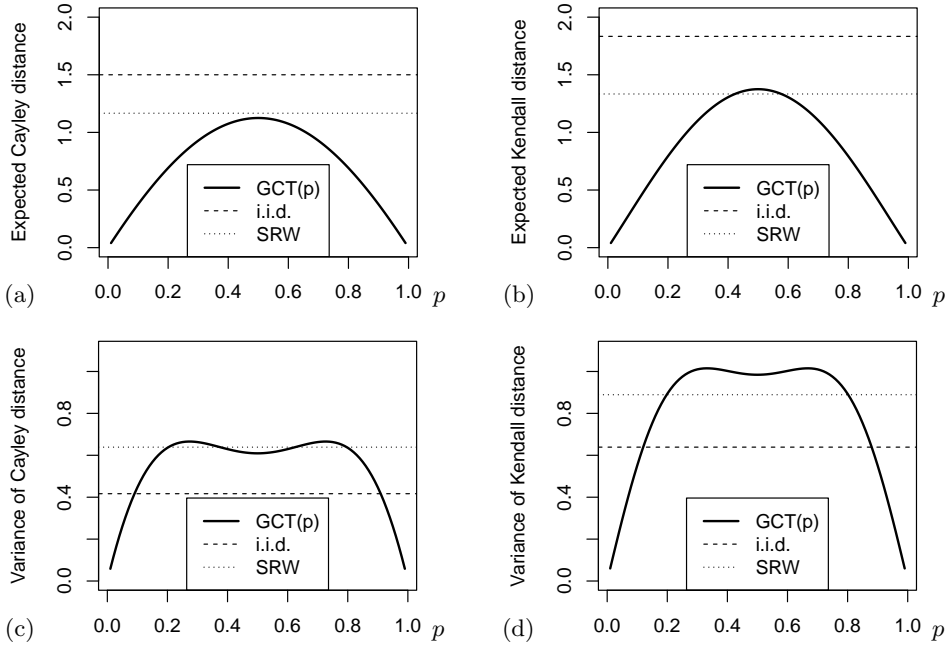 Expected Cayley distance
2.0
1.5
1.0
0.5
0.0
GCT(p)
i.i.d.
SRW
(a) 0.0 0.2 0.4 0.6 0.8 1.0 p
Expected Kendall distance
2.0
1.5
1.0
0.5
0.0
GCT(p)
i.i.d.
SRW
(b) 0.0 0.2 0.4 0.6 0.8 1.0 p
Variance of Cayley distance
0.8
0.4
0.0
GCT(p)
i.i.d.
SRW
(c) 0.0 0.2 0.4 0.6 0.8 1.0 p
Variance of Kendall distance
0.8
0.4
0.0
GCT(p)
i.i.d.
SRW
(d) 0.0 0.2 0.4 0.6 0.8 1.0 p